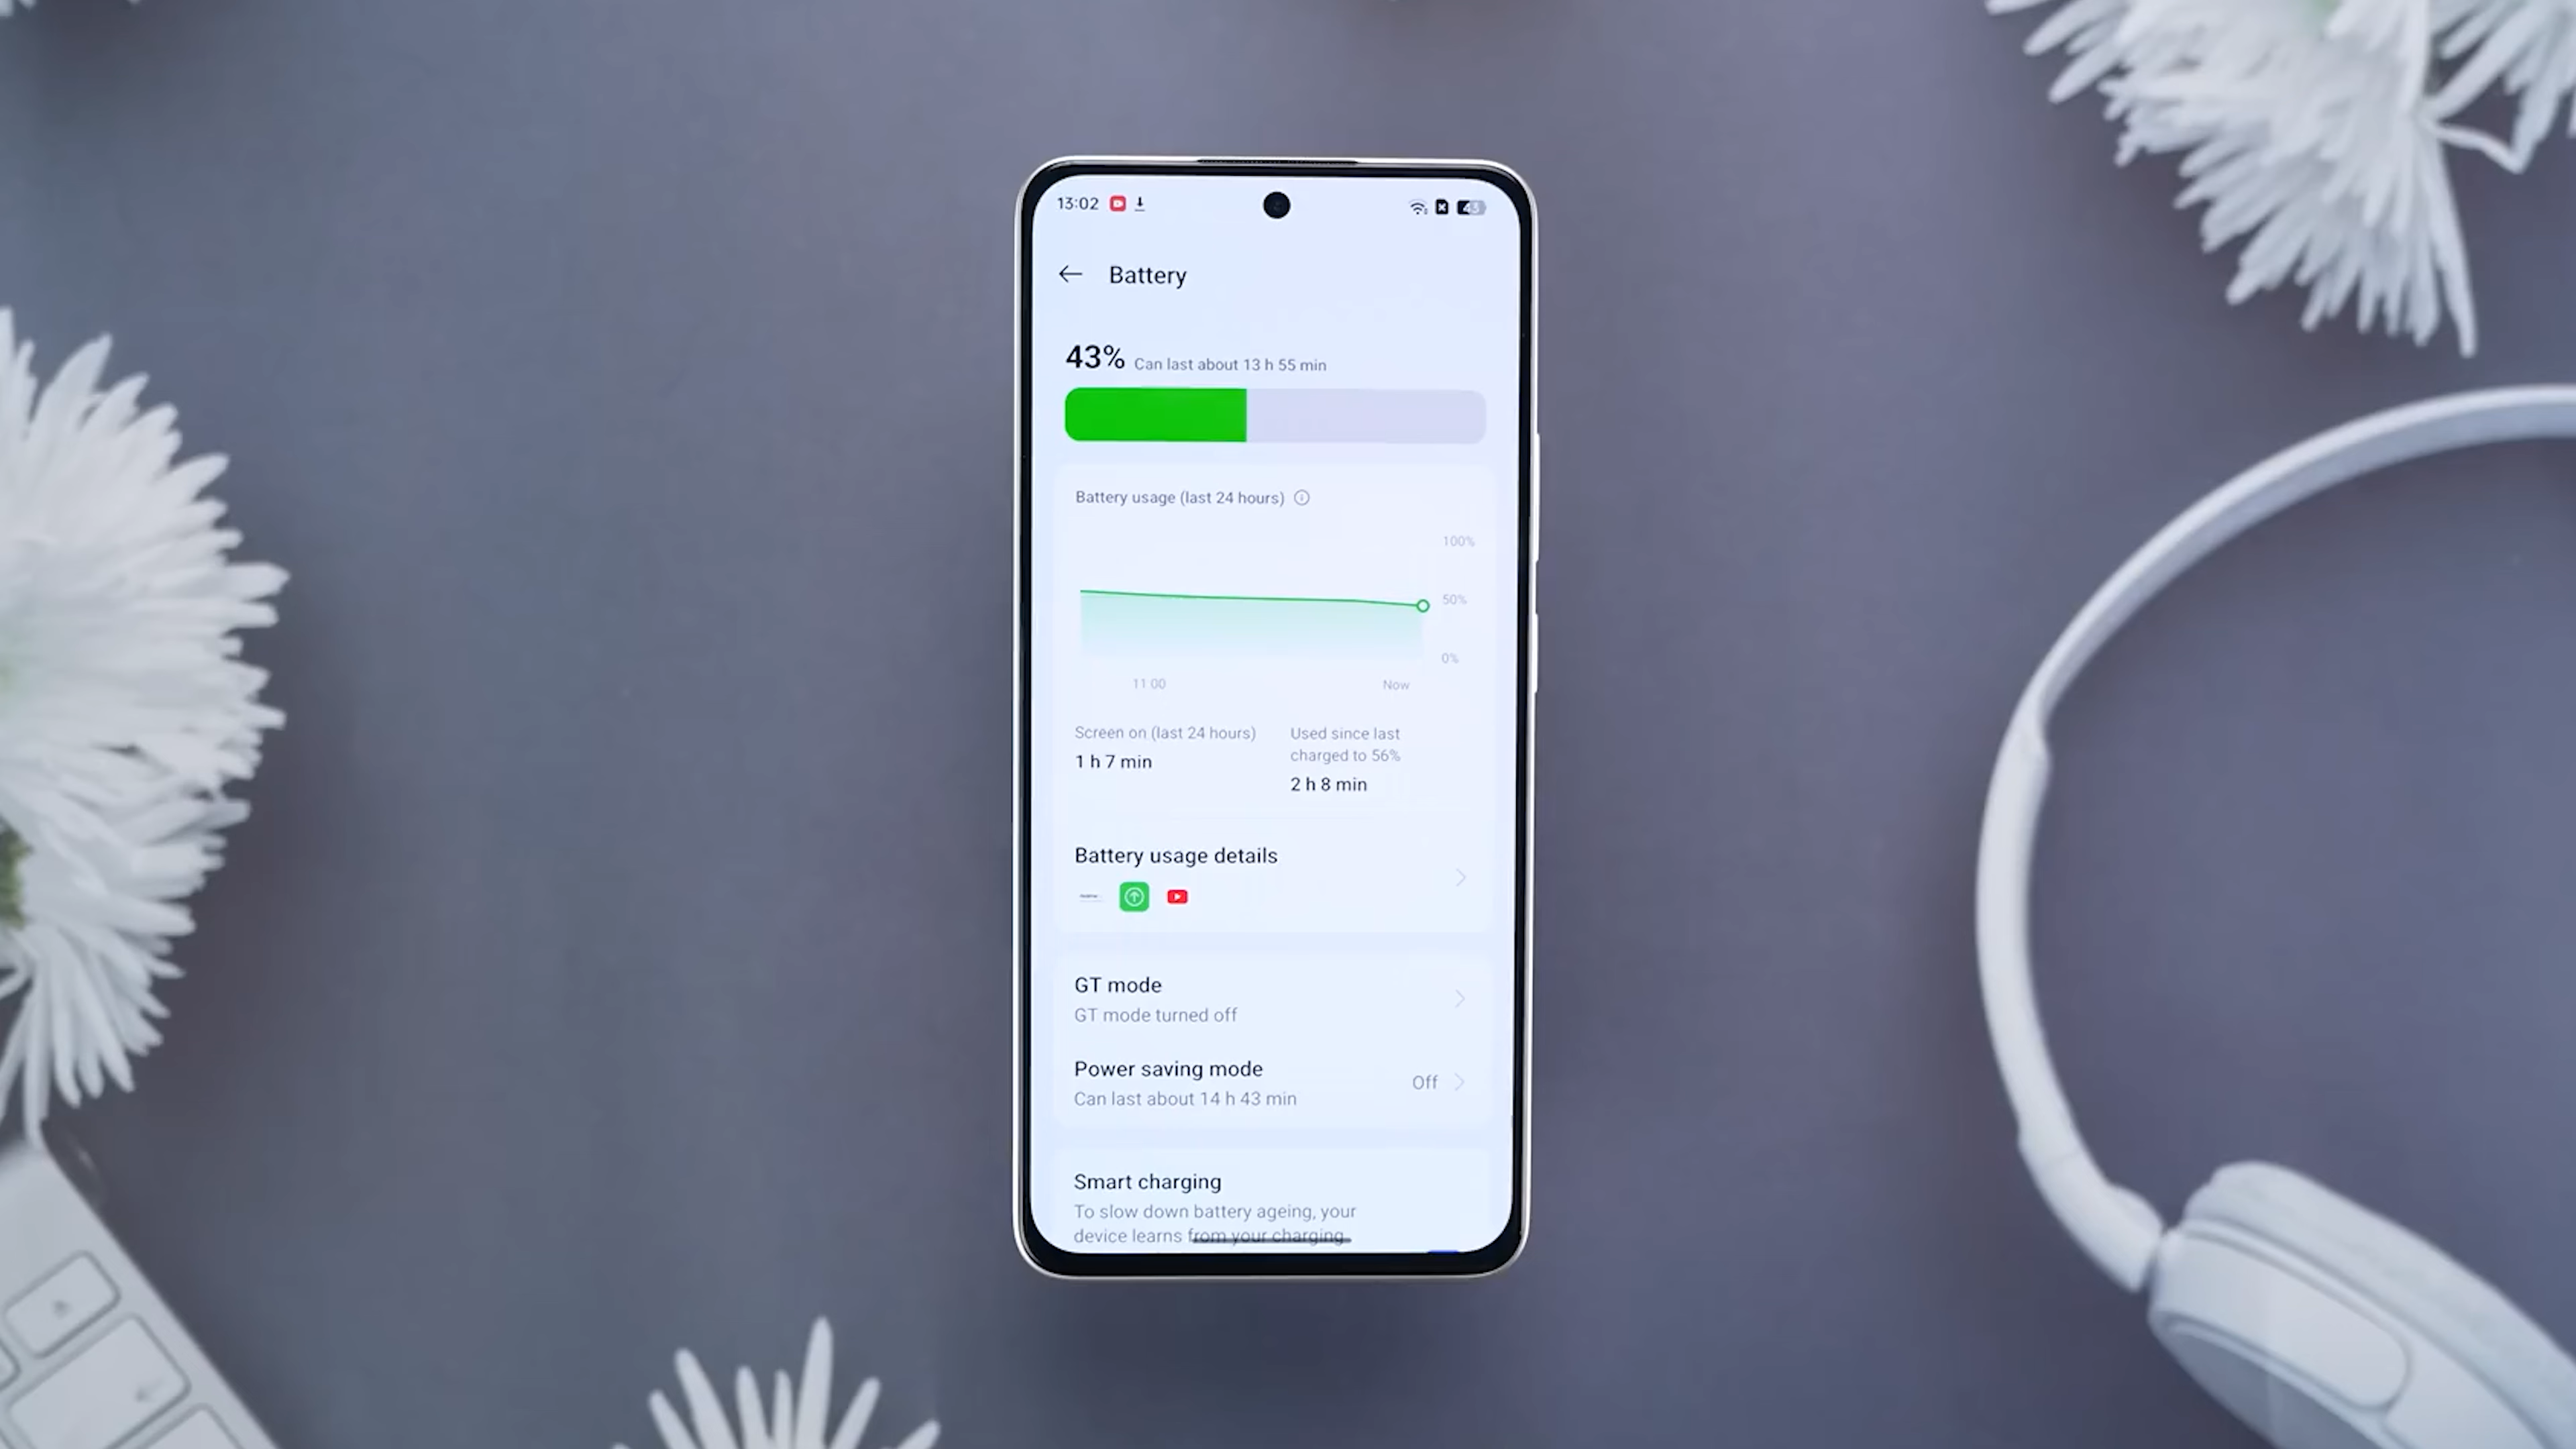 13:02
43
Battery
43% Can last about 13 h 55 min
Battery usage (last 24 hours)
100%
50%
0%
11:00
Now
Screen on (last 24 hours)
1 h 7 min
Used since last
charged to 56%
2 h 8 min
Battery usage details
GT mode
GT mode turned off
Power saving mode
Can last about 14 h 43 min
Off
Smart charging
To slow down battery ageing, your
device learns from your charging